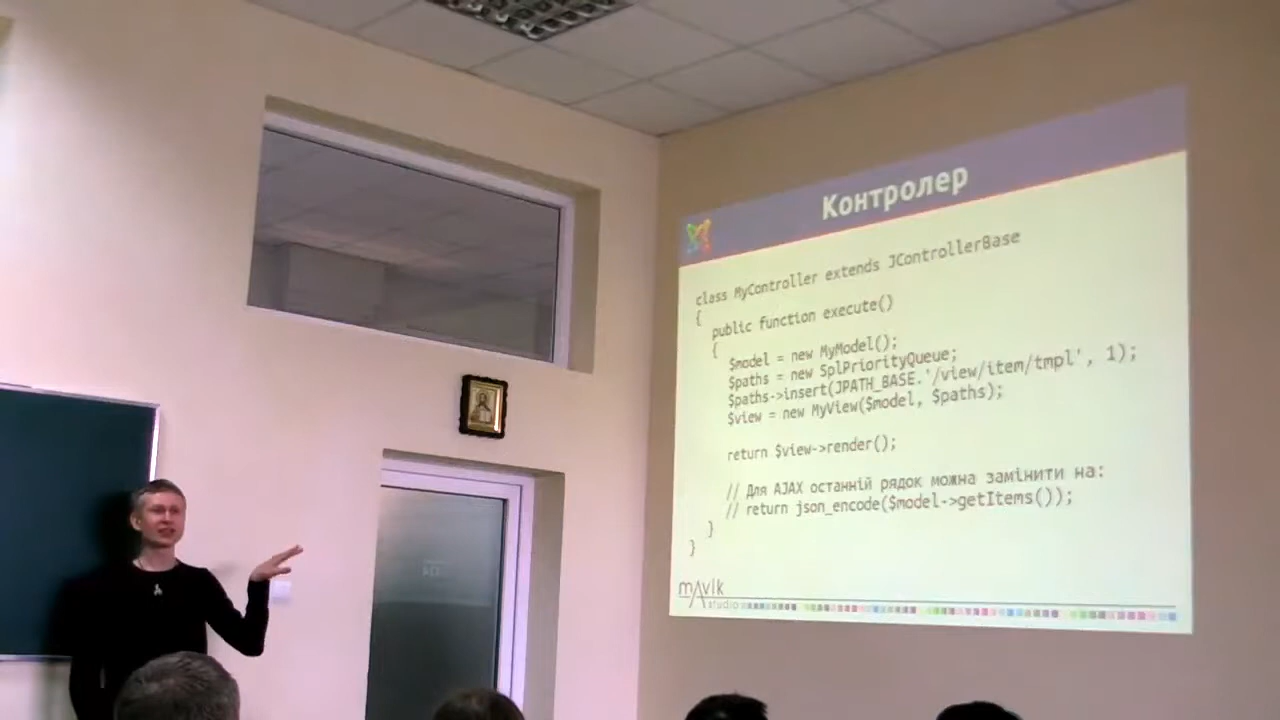 Контролер
class MyController extends JControllerBase
{
public function execute()
{
$model = new MyModel();
$paths = new SplPriorityQueue;
$paths->insert(JPATH_BASE.'/view/item/tmpl', 1);
$view = new MyView($model, $paths);
return $view->render();
// Для AJAX останній рядок можна замінити на:
// return json_encode($model->getItems());
}
}
mAvik
studio